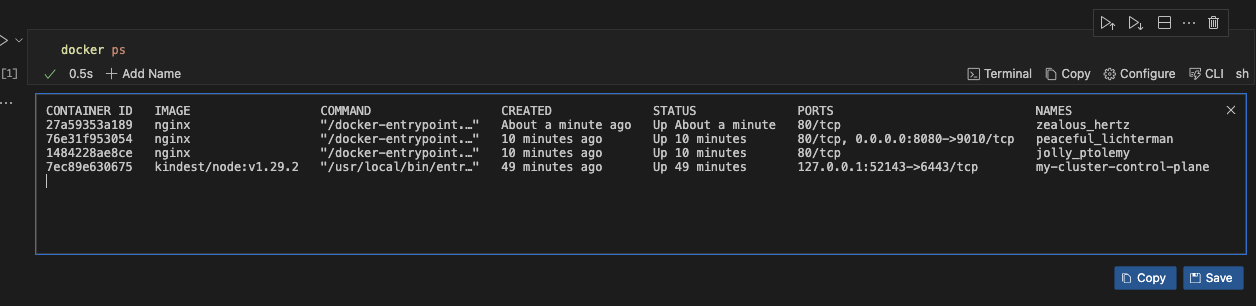 docker ps
[1] 0.5s Add Name Terminal Copy Configure CLI sh
CONTAINER ID IMAGE COMMAND CREATED STATUS PORTS NAMES
27a59353a189 nginx "/docker-entrypoint.…" About a minute ago Up About a minute 80/tcp zealous_hertz
76e31f953054 nginx "/docker-entrypoint.…" 10 minutes ago Up 10 minutes 80/tcp, 0.0.0.0:8080->9010/tcp peaceful_lichterman
1484228ae8ce nginx "/docker-entrypoint.…" 10 minutes ago Up 10 minutes 80/tcp jolly_ptolemy
7ec89e630675 kindest/node:v1.29.2 "/usr/local/bin/entr…" 49 minutes ago Up 49 minutes 127.0.0.1:52143->6443/tcp my-cluster-control-plane
Copy Save